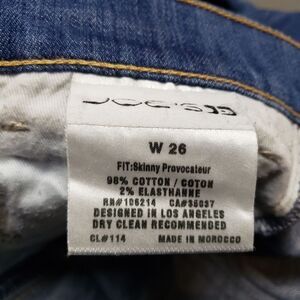 JOE'S
W 26
FIT:Skinny Provocateur
98% COTTON / COTON
2% ELASTHANNE
RN#106214 CA#36037
DESIGNED IN LOS ANGELES
DRY CLEAN RECOMMENDED
CL#114 MADE IN MOROCCO